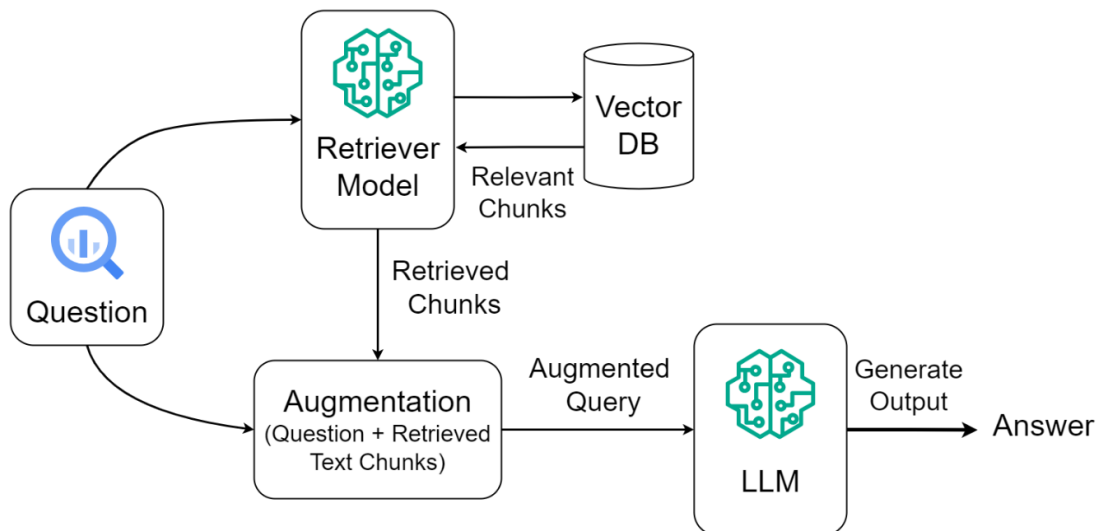 Retriever
Model
Vector
DB
Relevant
Chunks
Question
Retrieved
Chunks
Augmentation
(Question + Retrieved
Text Chunks)
Augmented
Query
LLM
Generate
Output
Answer